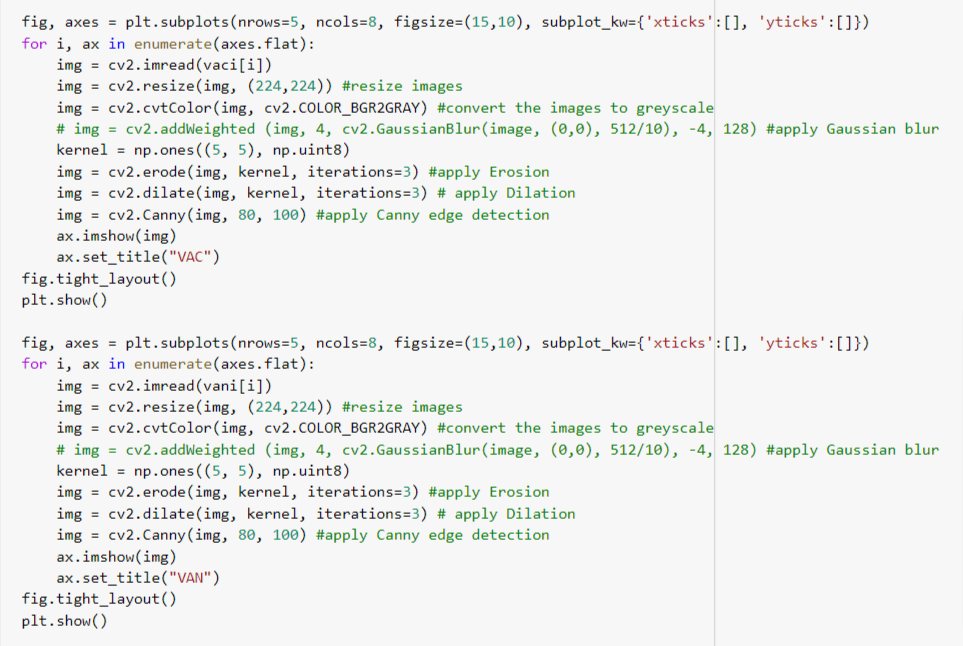 fig, axes = plt.subplots(nrows=5, ncols=8, figsize=(15,10), subplot_kw={'xticks':[], 'yticks':[]})
for i, ax in enumerate(axes.flat):
    img = cv2.imread(vaci[i])
    img = cv2.resize(img, (224,224)) #resize images
    img = cv2.cvtColor(img, cv2.COLOR_BGR2GRAY) #convert the images to greyscale
    # img = cv2.addWeighted (img, 4, cv2.GaussianBlur(image, (0,0), 512/10), -4, 128) #apply Gaussian blur
    kernel = np.ones((5, 5), np.uint8)
    img = cv2.erode(img, kernel, iterations=3) #apply Erosion
    img = cv2.dilate(img, kernel, iterations=3) # apply Dilation
    img = cv2.Canny(img, 80, 100) #apply Canny edge detection
    ax.imshow(img)
    ax.set_title("VAC")
fig.tight_layout()
plt.show()

fig, axes = plt.subplots(nrows=5, ncols=8, figsize=(15,10), subplot_kw={'xticks':[], 'yticks':[]})
for i, ax in enumerate(axes.flat):
    img = cv2.imread(vani[i])
    img = cv2.resize(img, (224,224)) #resize images
    img = cv2.cvtColor(img, cv2.COLOR_BGR2GRAY) #convert the images to greyscale
    # img = cv2.addWeighted (img, 4, cv2.GaussianBlur(image, (0,0), 512/10), -4, 128) #apply Gaussian blur
    kernel = np.ones((5, 5), np.uint8)
    img = cv2.erode(img, kernel, iterations=3) #apply Erosion
    img = cv2.dilate(img, kernel, iterations=3) # apply Dilation
    img = cv2.Canny(img, 80, 100) #apply Canny edge detection
    ax.imshow(img)
    ax.set_title("VAN")
fig.tight_layout()
plt.show()